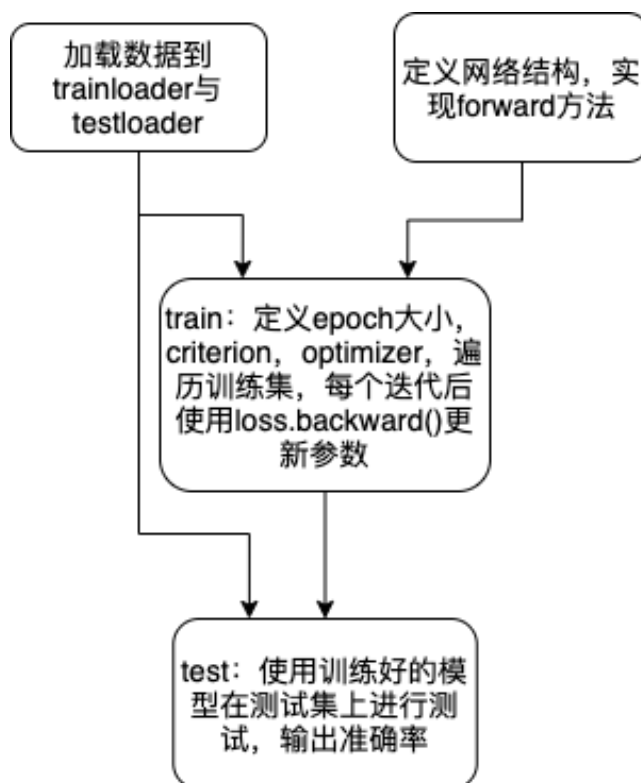 加载数据到
trainloader与
testloader
定义网络结构，实
现forward方法
train：定义epoch大小，
criterion，optimizer，遍
历训练集，每个迭代后
使用loss.backward()更
新参数
test：使用训练好的模
型在测试集上进行测
试，输出准确率